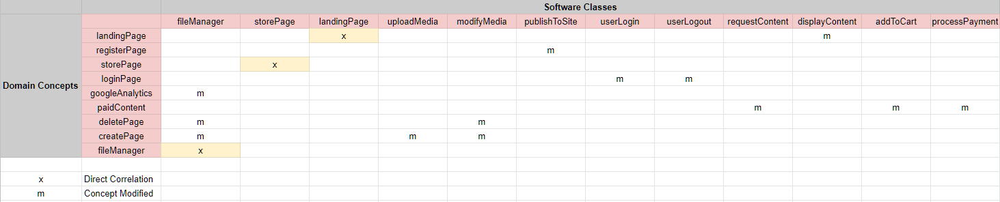 Software Classes
fileManager storePage landingPage uploadMedia modifyMedia publishToSite userLogin userLogout requestContent displayContent addToCart processPayment
landingPage x m
registerPage m
storePage x
loginPage m m
Domain Concepts googleAnalytics m
paidContent m m m
deletePage m m
createPage m m m
fileManager x
x Direct Correlation
m Concept Modified